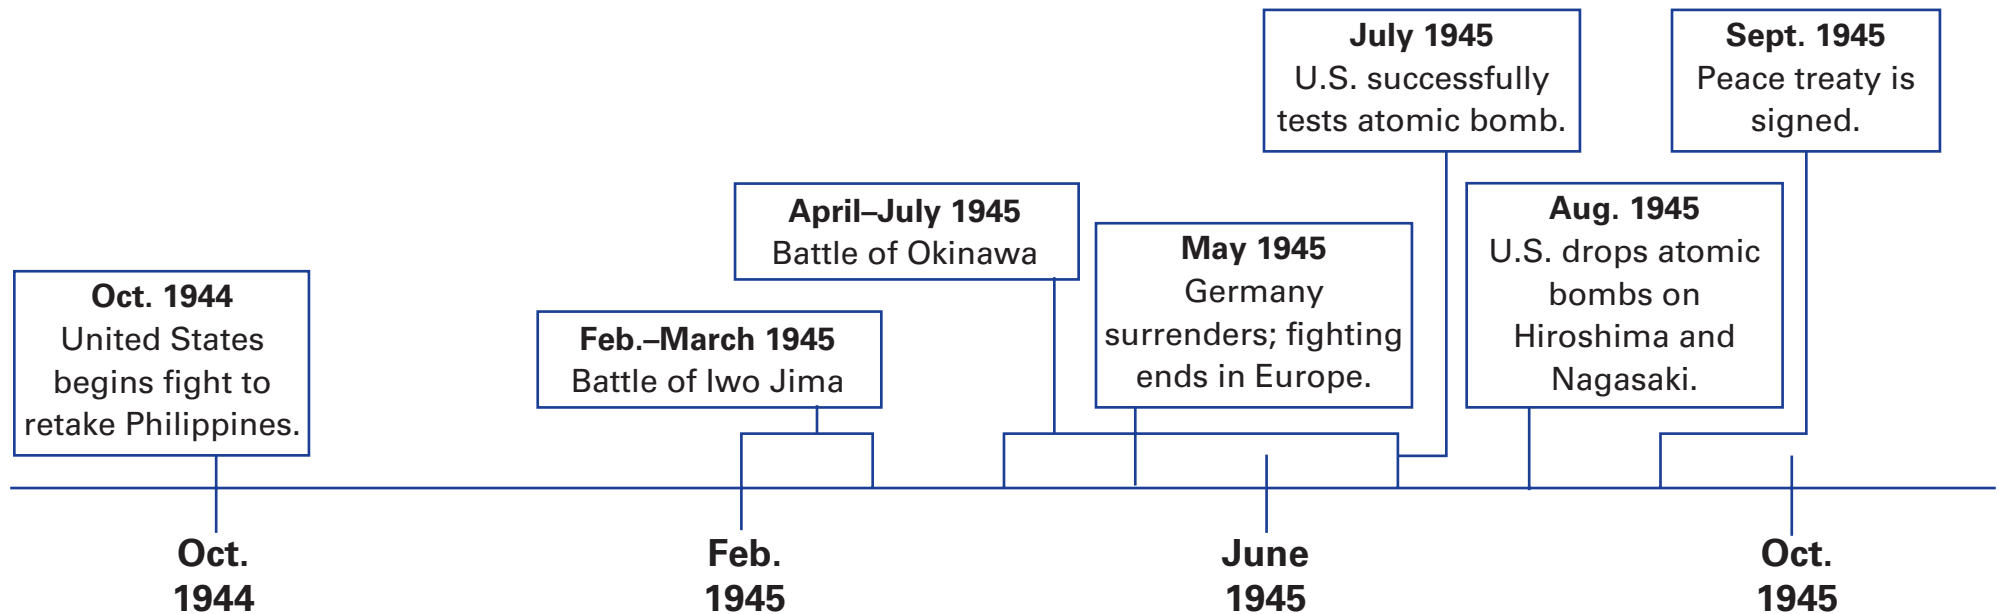 Oct. 1944
United States
begins fight to
retake Philippines.
Feb.–March 1945
Battle of Iwo Jima
April–July 1945
Battle of Okinawa
May 1945
Germany
surrenders; fighting
ends in Europe.
July 1945
U.S. successfully
tests atomic bomb.
Aug. 1945
U.S. drops atomic
bombs on
Hiroshima and
Nagasaki.
Sept. 1945
Peace treaty is
signed.
Oct.
1944
Feb.
1945
June
1945
Oct.
1945